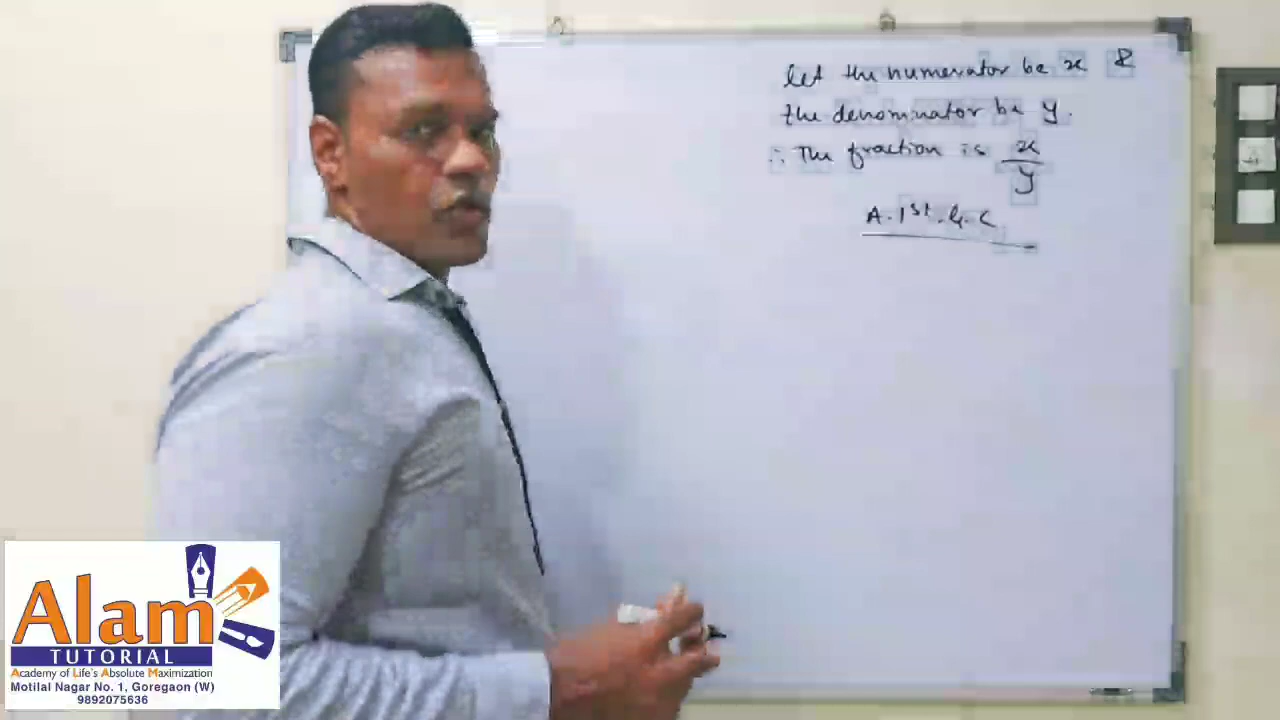 let the numerator be x &
the denominator be y.
∴ The fraction is x/y
A. 1st. G. C
Alam
TUTORIAL
Academy of Life's Absolute Maximization
Motilal Nagar No. 1, Goregaon (W)
9892075636